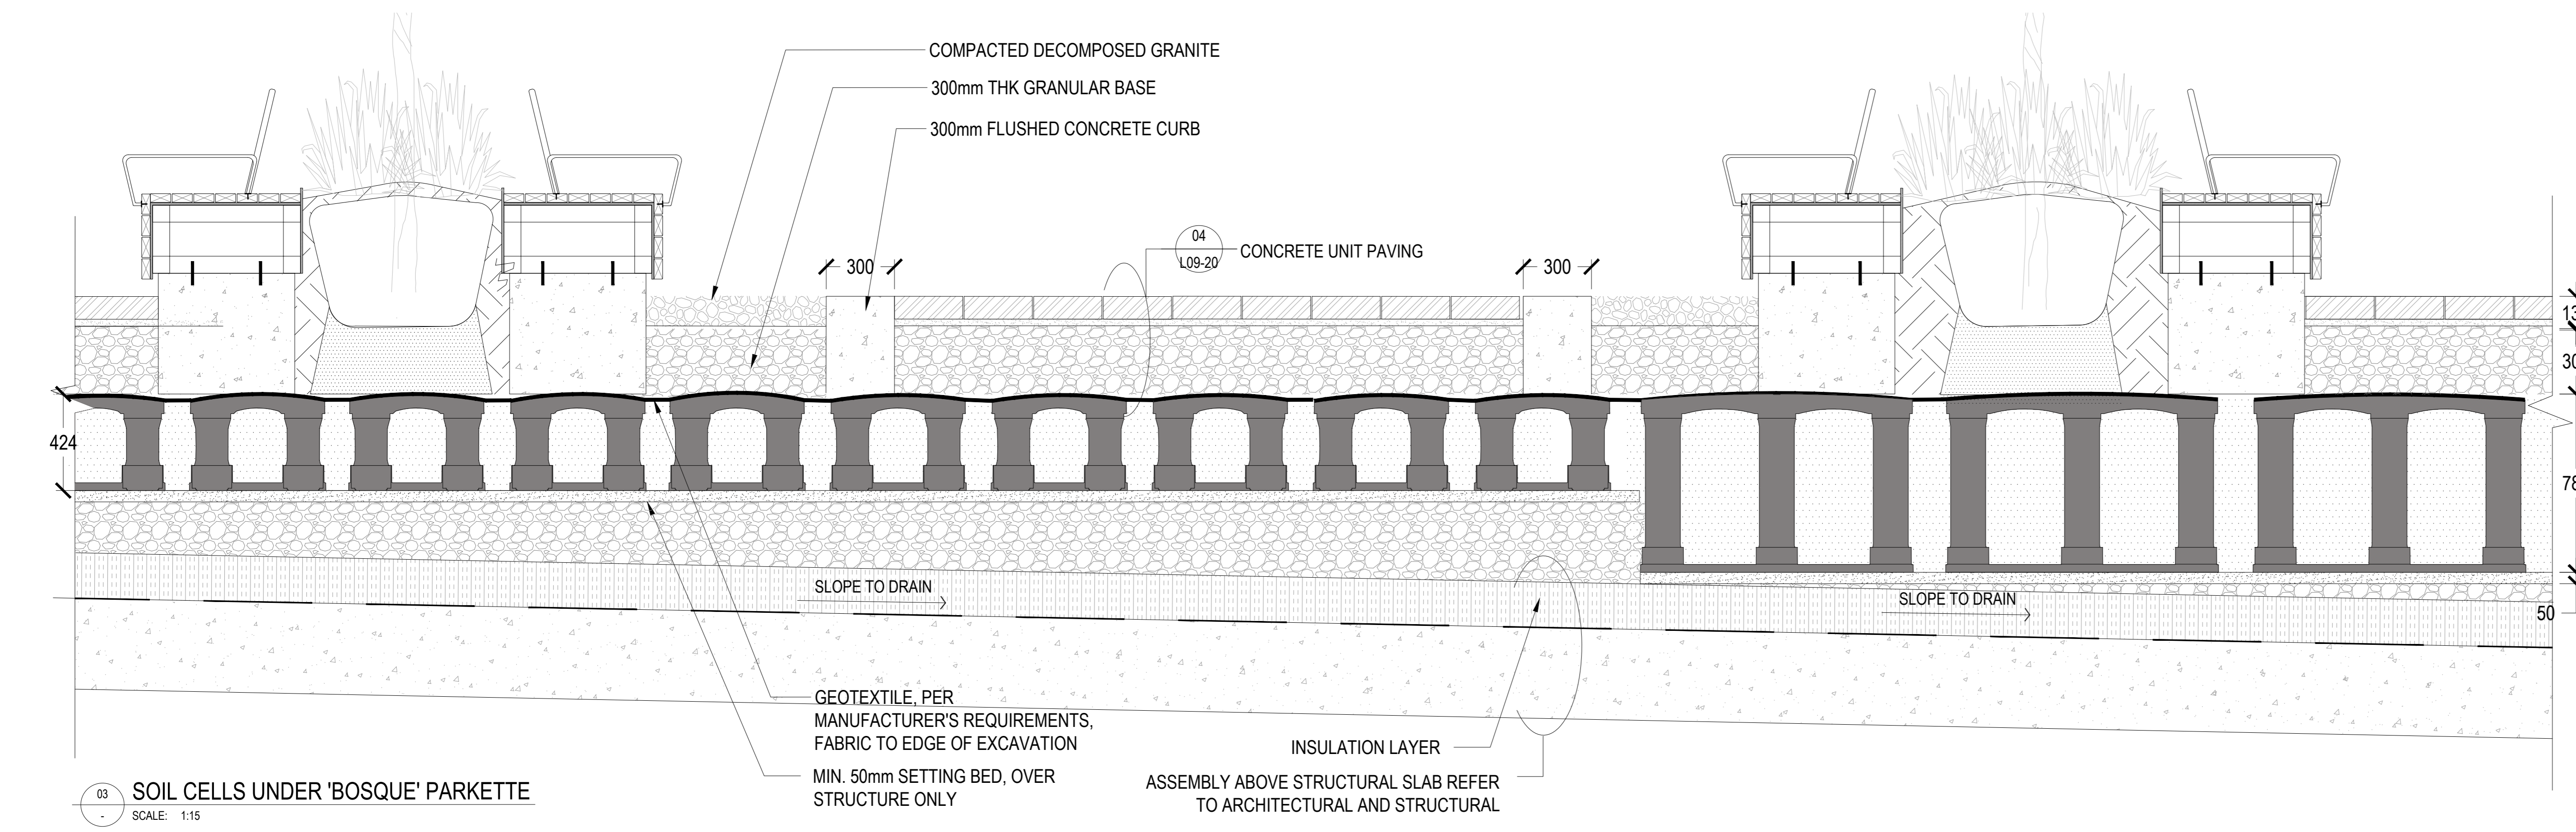 COMPACTED DECOMPOSED GRANITE
300mm THK GRANULAR BASE
300mm FLUSHED CONCRETE CURB
04
L09-20
CONCRETE UNIT PAVING
300
300
424
50
SLOPE TO DRAIN
SLOPE TO DRAIN
GEOTEXTILE, PER
MANUFACTURER'S REQUIREMENTS,
FABRIC TO EDGE OF EXCAVATION
MIN. 50mm SETTING BED, OVER
STRUCTURE ONLY
INSULATION LAYER
ASSEMBLY ABOVE STRUCTURAL SLAB REFER
TO ARCHITECTURAL AND STRUCTURAL
03
-
SOIL CELLS UNDER 'BOSQUE' PARKETTE
SCALE: 1:15